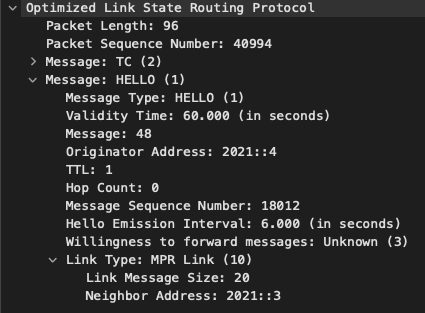 Optimized Link State Routing Protocol
Packet Length: 96
Packet Sequence Number: 40994
Message: TC (2)
Message: HELLO (1)
Message Type: HELLO (1)
Validity Time: 60.000 (in seconds)
Message: 48
Originator Address: 2021::4
TTL: 1
Hop Count: 0
Message Sequence Number: 18012
Hello Emission Interval: 6.000 (in seconds)
Willingness to forward messages: Unknown (3)
Link Type: MPR Link (10)
Link Message Size: 20
Neighbor Address: 2021::3